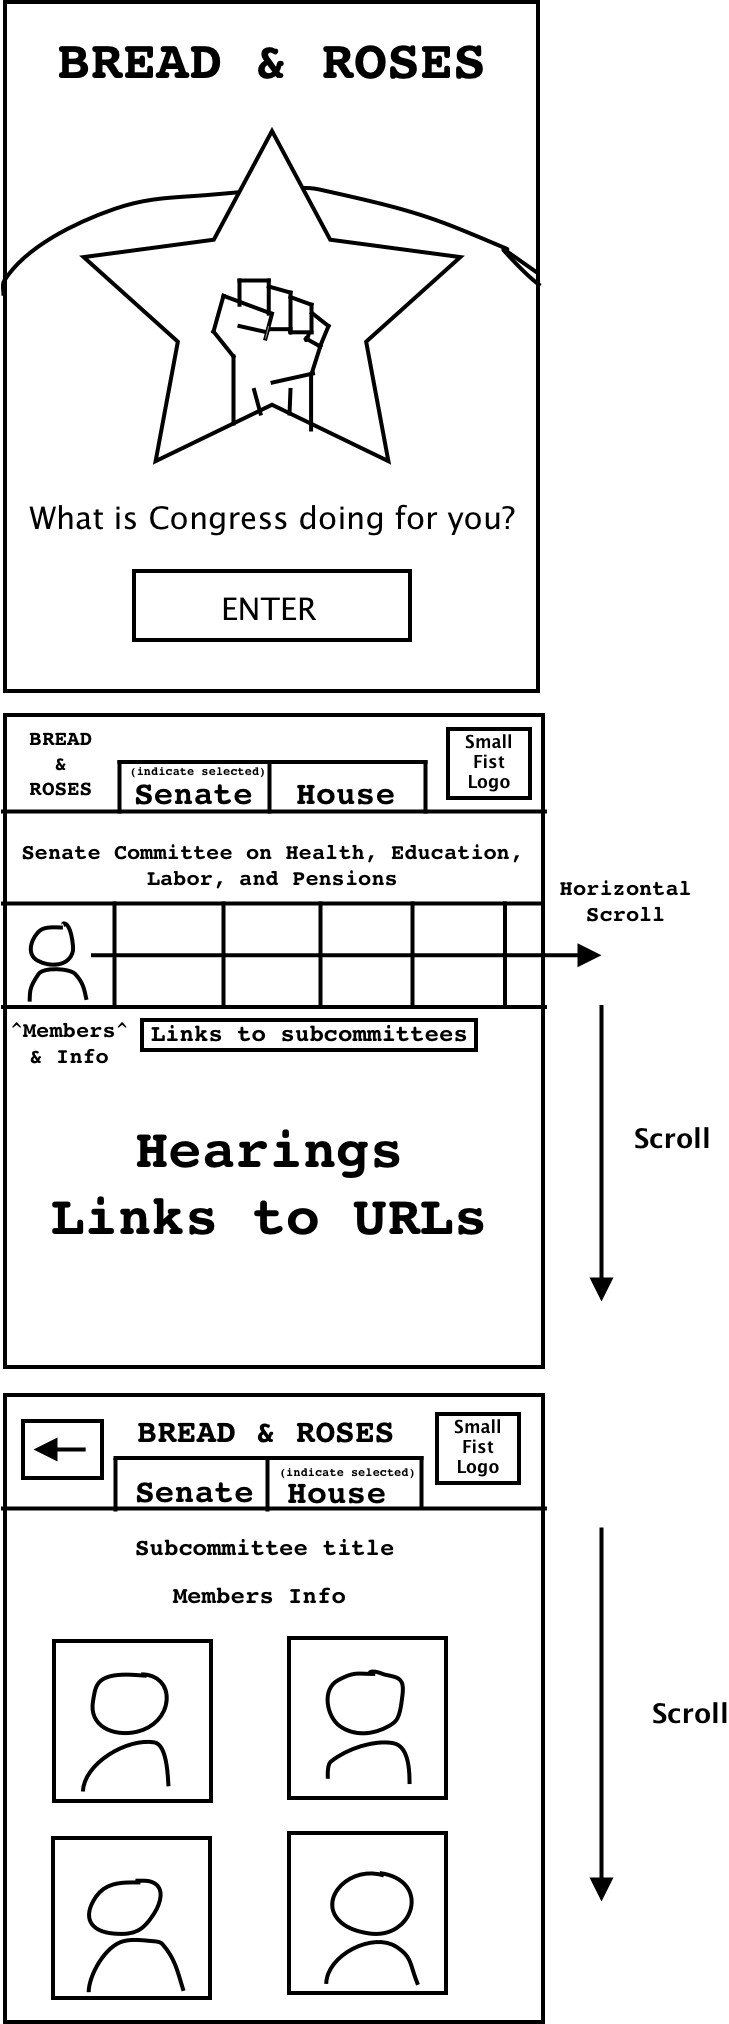 BREAD & ROSES
What is Congress doing for you?
ENTER
BREAD
&
ROSES
(indicate selected)
Senate
House
Small
Fist
Logo
Senate Committee on Health, Education,
Labor, and Pensions
Horizontal
Scroll
^Members^
& Info
Links to subcommittees
Scroll
Hearings
Links to URLs
BREAD & ROSES
Small
Fist
Logo
Senate
(indicate selected)
House
Subcommittee title
Members Info
Scroll